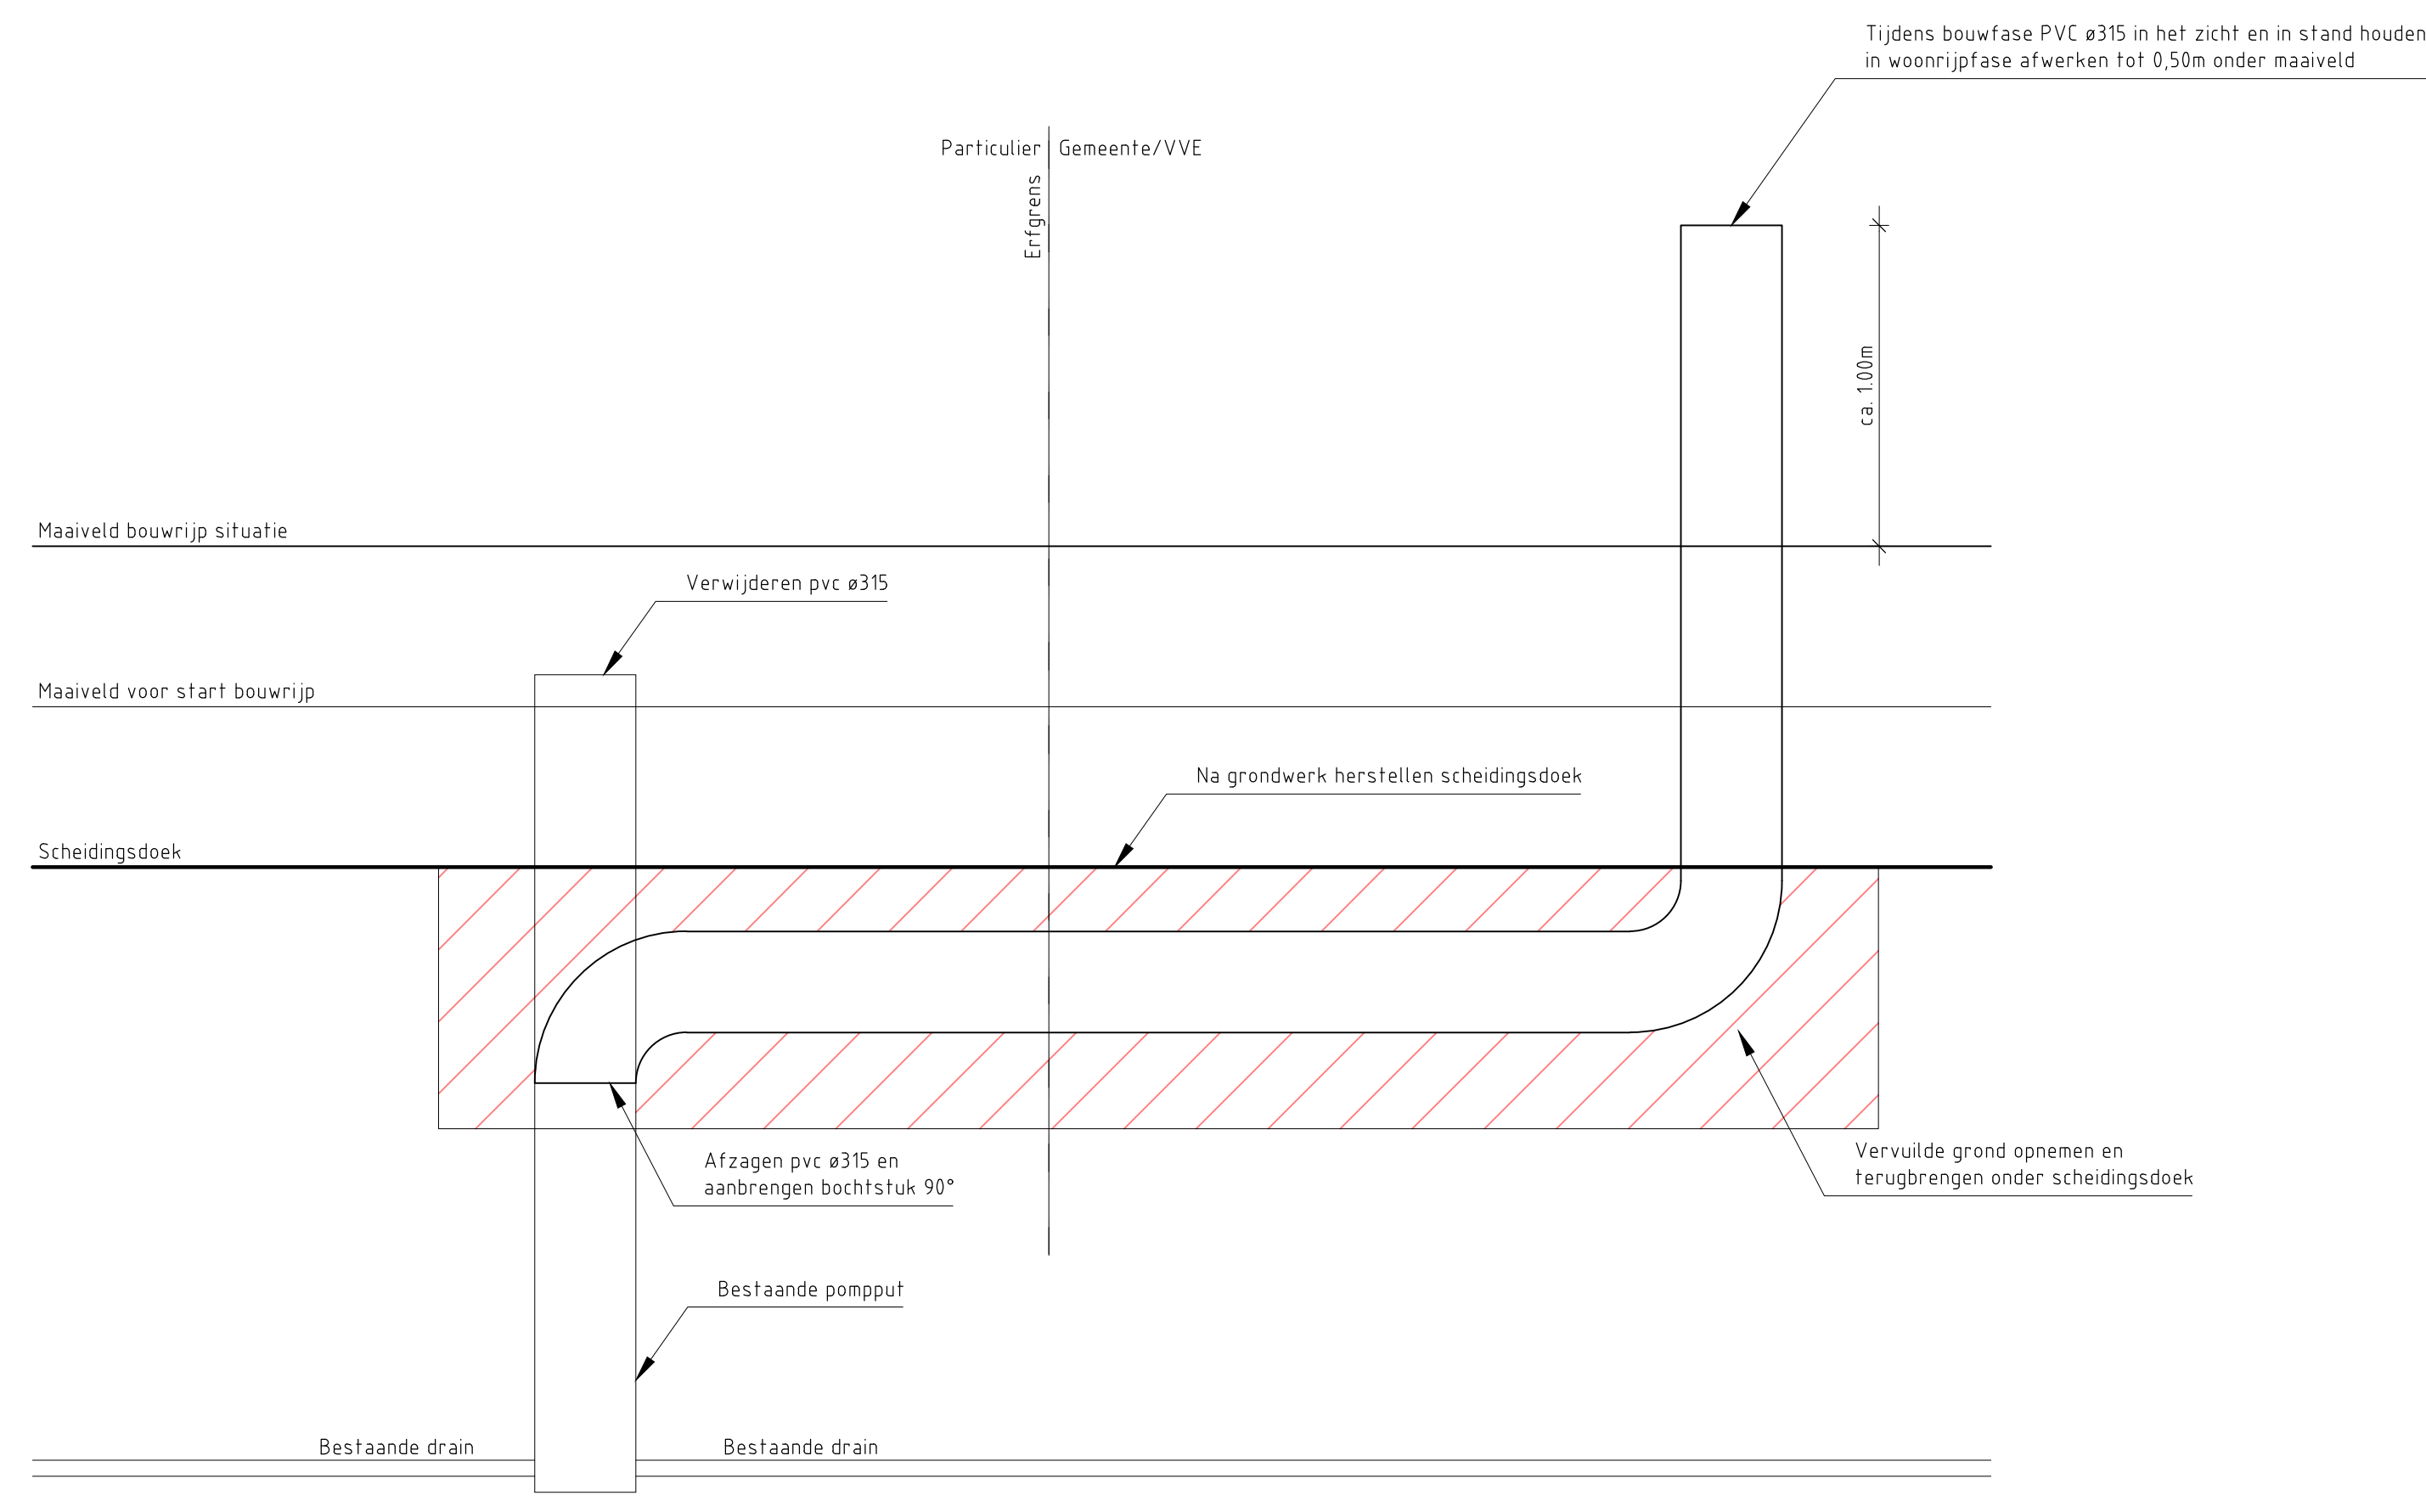 Tijdens bouwfase PVC ø315 in het zicht en in stand houden
in woonrijpfase afwerken tot 0,50m onder maaiveld
Particulier Gemeente/VVE
Erfgrens
ca. 1.00m
Maaiveld bouwrijp situatie
Verwijderen pvc ø315
Maaiveld voor start bouwrijp
Na grondwerk herstellen scheidingsdoek
Scheidingsdoek
Afzagen pvc ø315 en
aanbrengen bochtstuk 90°
Vervuilde grond opnemen en
terugbrengen onder scheidingsdoek
Bestaande pompput
Bestaande drain
Bestaande drain